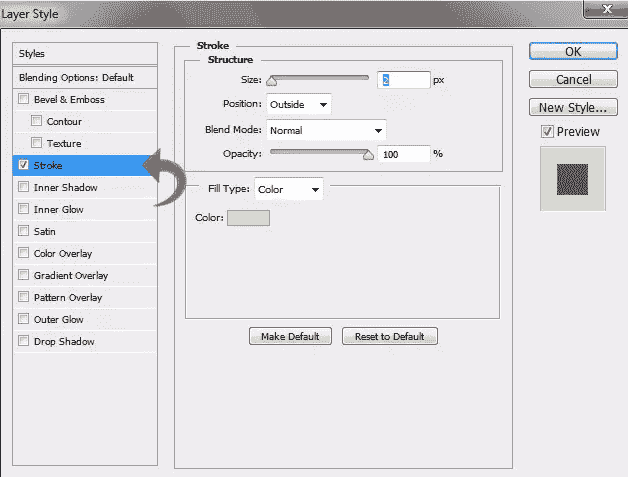 Layer Style
x
Styles
Blending Options: Default
Bevel & Emboss
Contour
Texture
Stroke
Inner Shadow
Inner Glow
Satin
Color Overlay
Gradient Overlay
Pattern Overlay
Outer Glow
Drop Shadow
Stroke
Structure
Size: 2 px
Position: Outside
Blend Mode: Normal
Opacity: 100 %
Fill Type: Color
Color:
Make Default Reset to Default
OK
Cancel
New Style...
Preview